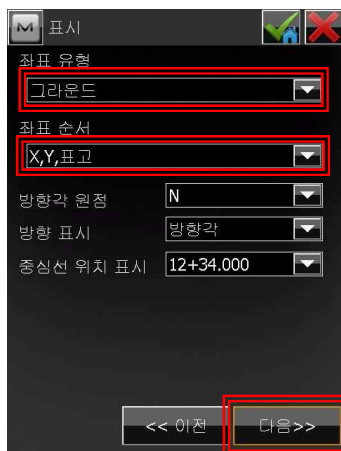 M 표시
좌표 유형
그라운드
좌표 순서
X,Y,표고
방향각 원점 N
방향 표시 방향각
중심선 위치 표시 12+34.000
<< 이전 다음>>